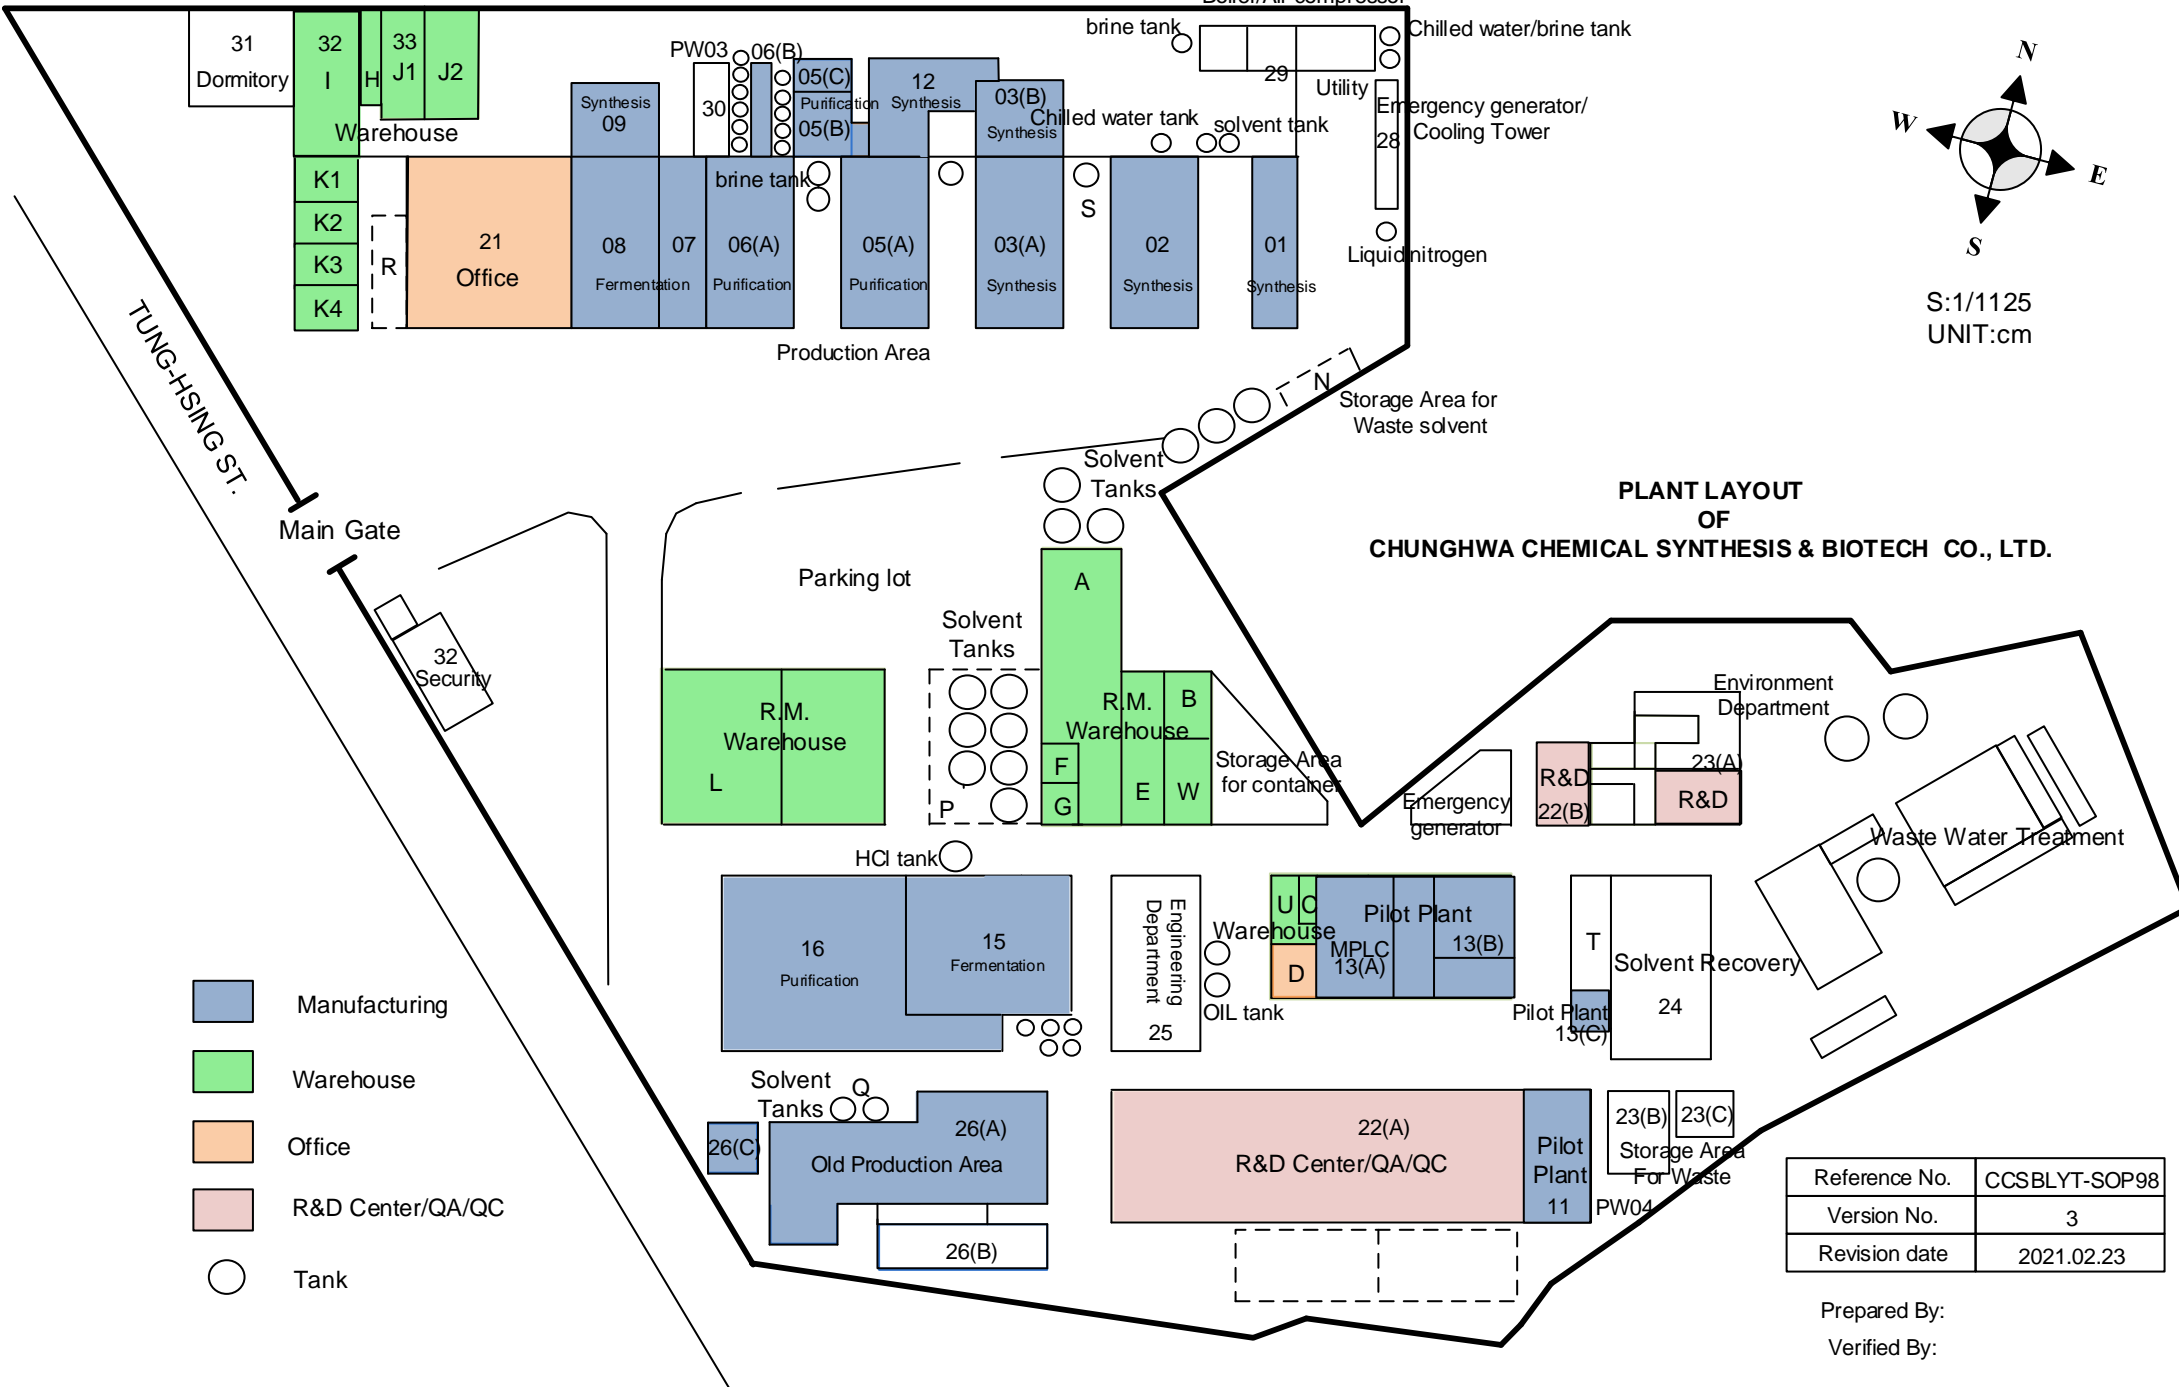 Boiler/Air compressor
brine tank
Chilled water/brine tank
31
Dormitory
32
I
H
33
J1
J2
Warehouse
PW03
06(B)
30
Synthesis
09
05(C)
Purification
05(B)
12
Synthesis
03(B)
Synthesis
Chilled water tank
solvent tank
29
Utility
Emergency generator/
Cooling Tower
28
N
W
E
S
K1
K2
K3
K4
R
21
Office
08
07
Fermentation
06(A)
Purification
brine tank
05(A)
Purification
03(A)
Synthesis
S
02
Synthesis
01
Synthesis
Liquid nitrogen
S:1/1125
UNIT:cm
Production Area
TUNG-HSING ST.
N
Storage Area for
Waste solvent
Solvent
Tanks
Main Gate
PLANT LAYOUT
OF
CHUNGHWA CHEMICAL SYNTHESIS & BIOTECH CO., LTD.
Parking lot
A
Solvent
Tanks
32
Security
R.M.
Warehouse
L
P
R.M.
Warehouse
B
F
G
E
W
Storage Area
for container
Emergency
generator
Environment
Department
23(A)
R&D
22(B)
R&D
Waste Water Treatment
HCl tank
16
Purification
15
Fermentation
Engineering
Department
25
U
C
Warehouse
D
OIL tank
Pilot Plant
MPLC
13(A)
13(B)
T
Solvent Recovery
24
Pilot Plant
13(C)
Manufacturing
Warehouse
Office
R&D Center/QA/QC
Tank
Solvent
Tanks
Q
26(C)
26(A)
Old Production Area
26(B)
22(A)
R&D Center/QA/QC
Pilot
Plant
11
PW04
23(B)
23(C)
Storage Area
For Waste
Reference No. CCSBLYT-SOP98
Version No. 3
Revision date 2021.02.23
Prepared By:
Verified By: